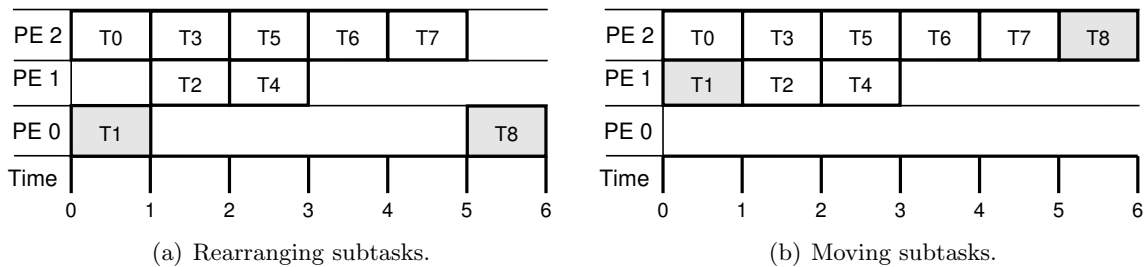 PE 2 T0 T3 T5 T6 T7
PE 1 T2 T4
PE 0 T1 T8
Time
0 1 2 3 4 5 6
(a) Rearranging subtasks.
PE 2 T0 T3 T5 T6 T7 T8
PE 1 T1 T2 T4
PE 0
Time
0 1 2 3 4 5 6
(b) Moving subtasks.